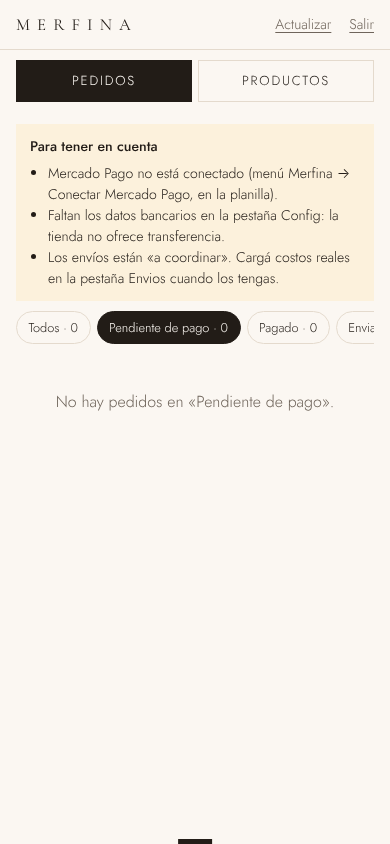 MERFINA
Actualizar
Salir
PEDIDOS
PRODUCTOS
Para tener en cuenta
• Mercado Pago no está conectado (menú Merfina →
Conectar Mercado Pago, en la planilla).
• Faltan los datos bancarios en la pestaña Config: la
tienda no ofrece transferencia.
• Los envíos están «a coordinar». Cargá costos reales
en la pestaña Envios cuando los tengas.
Todos · 0
Pendiente de pago · 0
Pagado · 0
No hay pedidos en «Pendiente de pago».